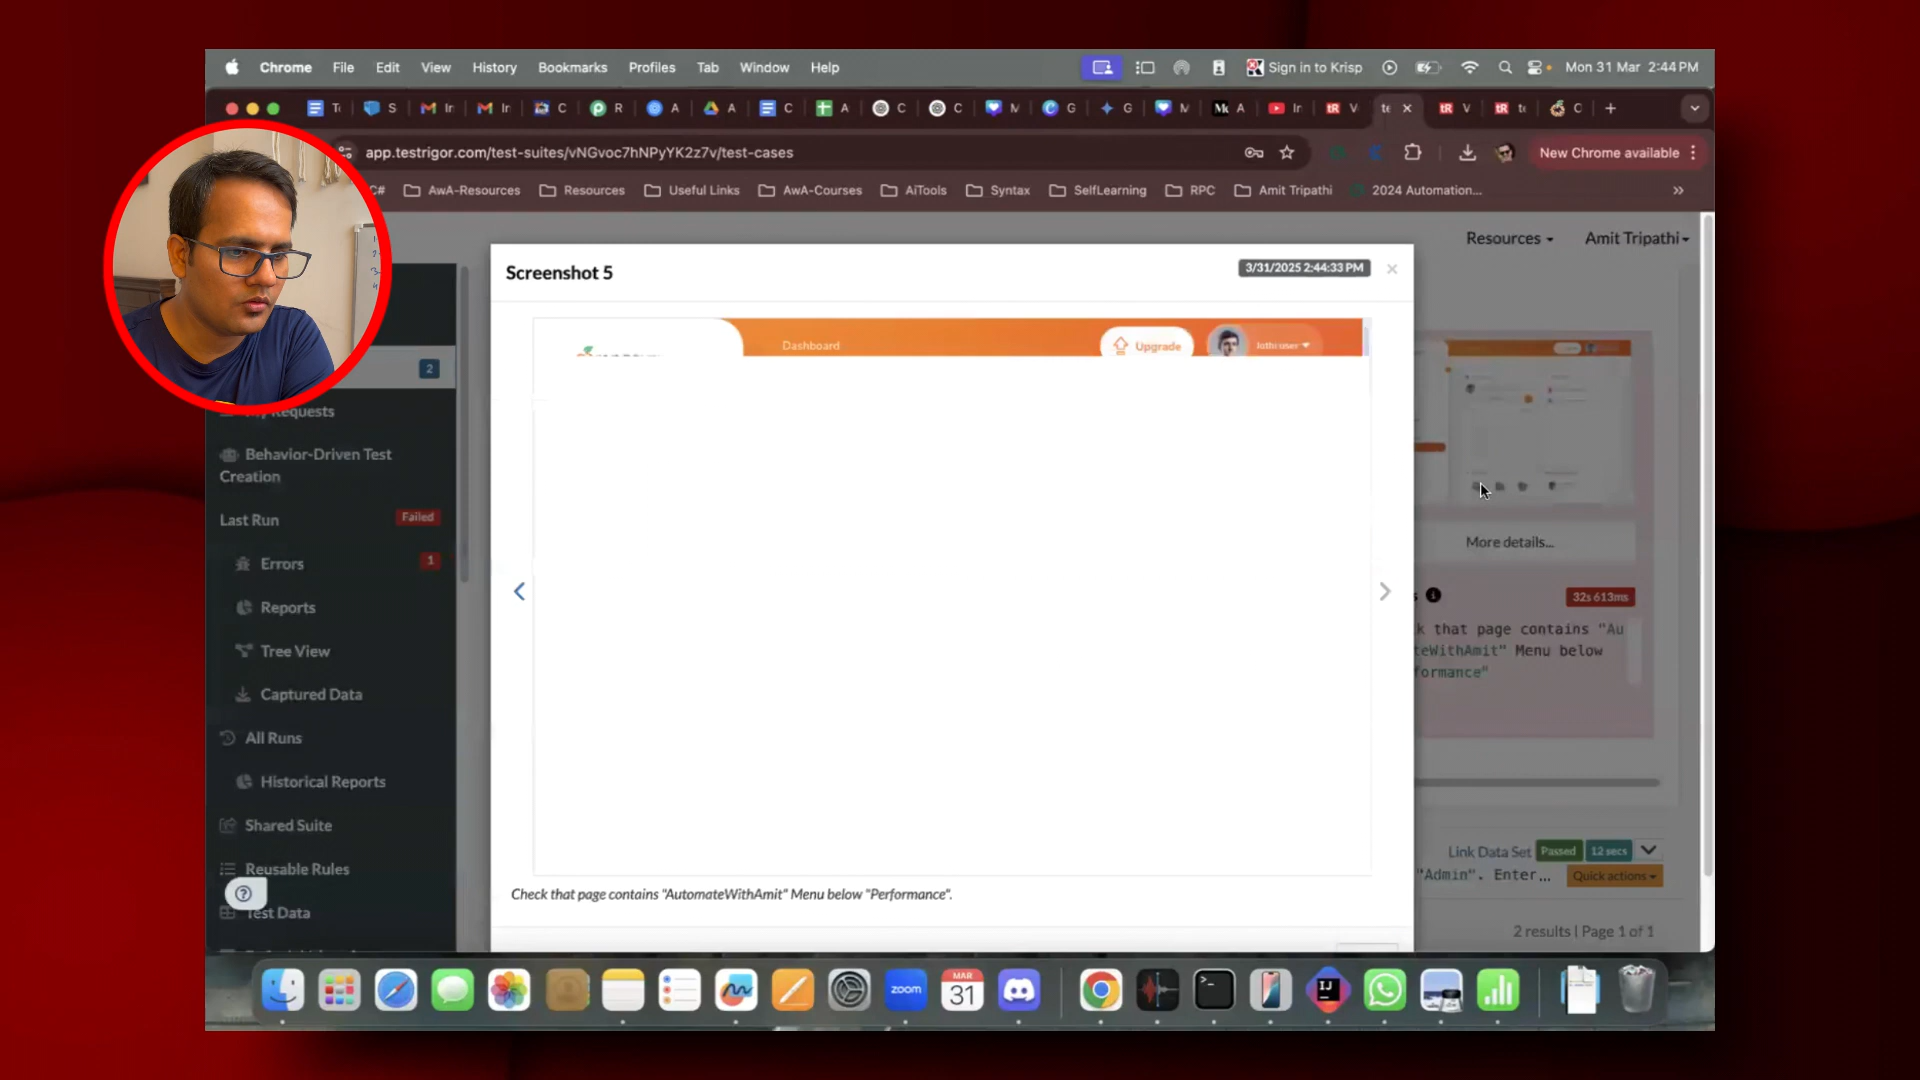 Chrome File Edit View History Bookmarks Profiles Tab Window Help Sign in to Krisp Mon 31 Mar 2:44PM
S C R A A C A C C M G G M A V V C
app.testrigor.com/test-suites/vNGvoc7hNPyYK2z7v/test-cases New Chrome available
C# AwA-Resources Resources Useful Links AwA-Courses AiTools Syntax SelfLearning RPC Amit Tripathi 2024 Automation...
Resources Amit Tripathi
Screenshot 5 3/31/2025 2:44:33 PM
Dashboard Upgrade
2
My Requests
Behavior-Driven Test
Creation
Last Run Failed
Errors 1
Reports
Tree View
Captured Data
All Runs
Historical Reports
Shared Suite
Reusable Rules
Test Data
More details...
32s 613ms
k that page contains "Au
teWithAmit" Menu below
formance"
Check that page contains "AutomateWithAmit" Menu below "Performance".
Link Data Set Passed 12 secs
"Admin". Enter... Quick actions
2 results | Page 1 of 1
zoom
MAR
31
IJ